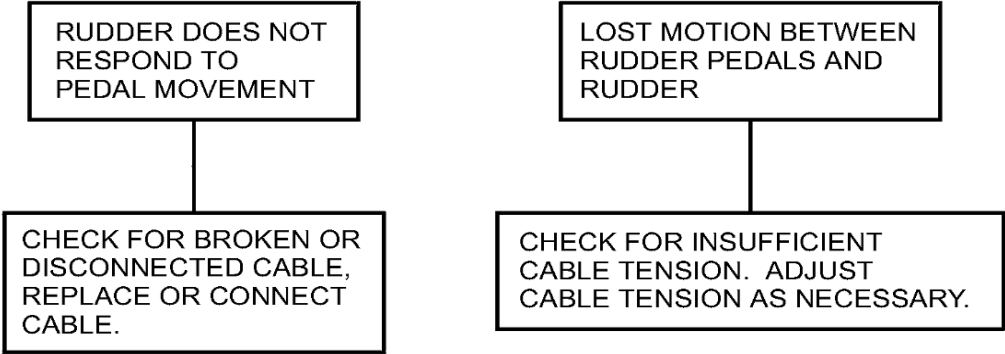 RUDDER DOES NOT
RESPOND TO
PEDAL MOVEMENT
CHECK FOR BROKEN OR
DISCONNECTED CABLE,
REPLACE OR CONNECT
CABLE.
LOST MOTION BETWEEN
RUDDER PEDALS AND
RUDDER
CHECK FOR INSUFFICIENT
CABLE TENSION.  ADJUST
CABLE TENSION AS NECESSARY.